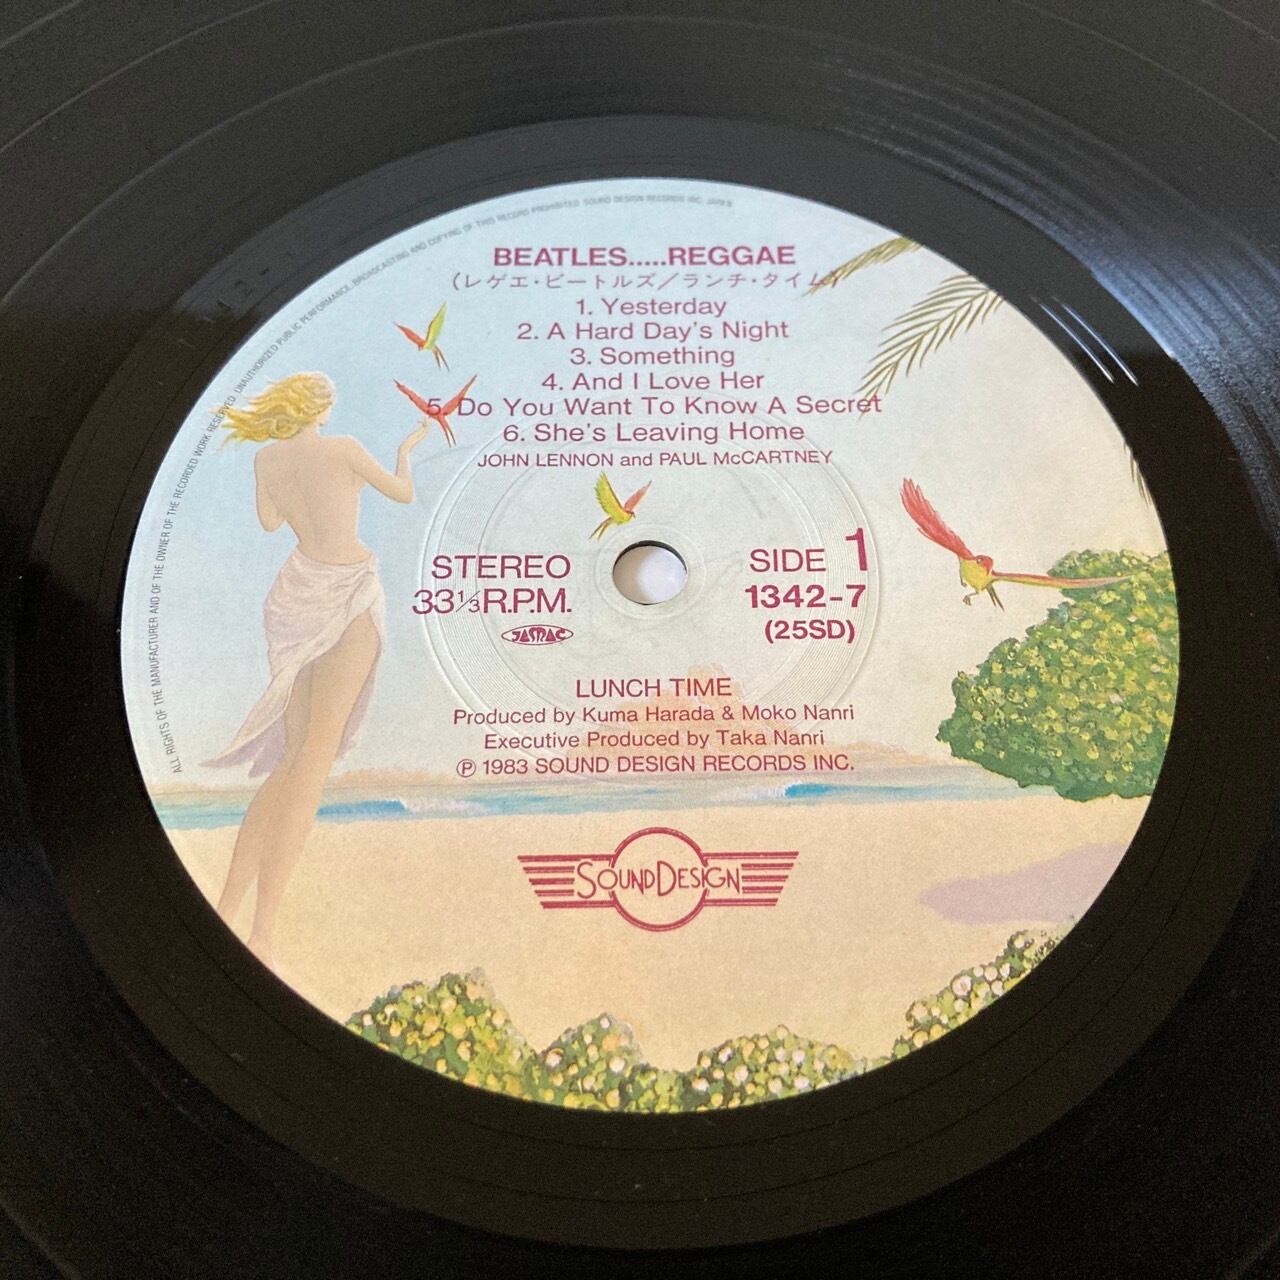 ALL RIGHTS OF THE MANUFACTURER AND OF THE OWNER OF THE RECORDED WORK RESERVED UNAUTHORIZED PUBLIC PERFORMANCE, BROADCASTING AND COPYING OF THIS RECORD PROHIBITED SOUND DESIGN RECORDS INC.
BEATLES.....REGGAE
(レゲエ・ビートルズ/ランチ・タイム)
1. Yesterday
2. A Hard Day's Night
3. Something
4. And I Love Her
5. Do You Want To Know A Secret
6. She's Leaving Home
JOHN LENNON and PAUL McCARTNEY
STEREO
33⅓R.P.M.
JASRAC
SIDE 1
1342-7
(25SD)
LUNCH TIME
Produced by Kuma Harada & Moko Nanri
Executive Produced by Taka Nanri
℗ 1983 SOUND DESIGN RECORDS INC.
SOUNDDESIGN